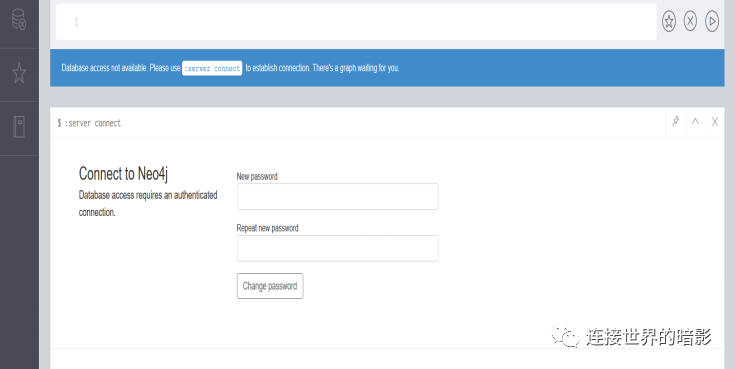 $
Database access not available. Please use :server connect to establish connection. There's a graph waiting for you.
$ :server connect
Connect to Neo4j
Database access requires an authenticated
connection.
New password
Repeat new password
Change password
连接世界的暗影